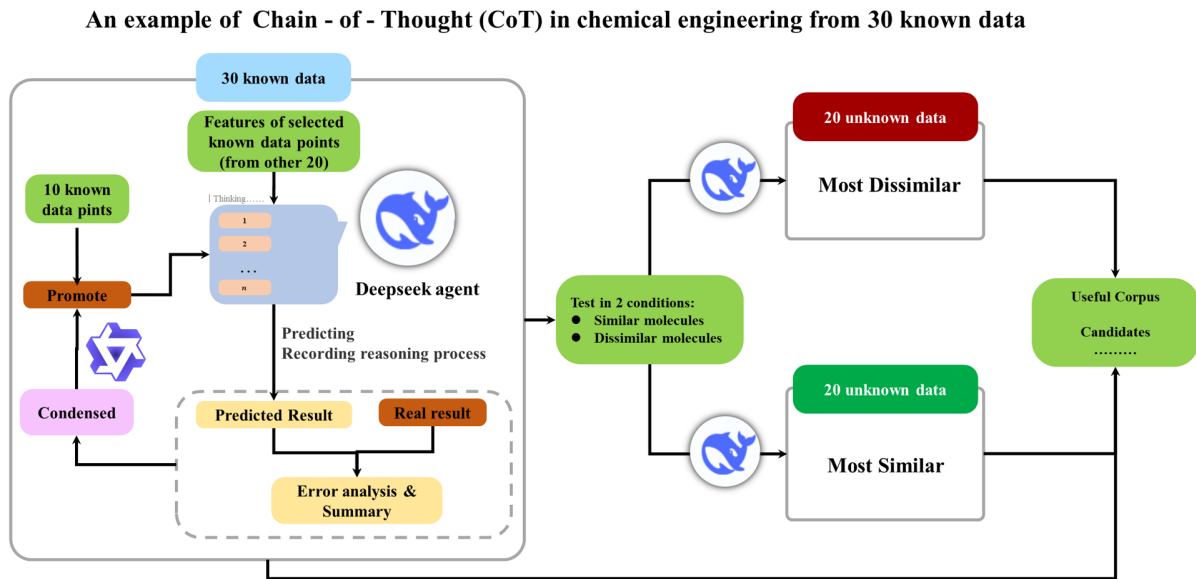 An example of Chain - of - Thought (CoT) in chemical engineering from 30 known data
30 known data
Features of selected
known data points
(from other 20)
10 known
data pints
| Thinking……
1
2
...
n
Deepseek agent
Promote
Predicting
Recording reasoning process
Condensed
Predicted Result
Real result
Error analysis &
Summary
Test in 2 conditions:
● Similar molecules
● Dissimilar molecules
20 unknown data
Most Dissimilar
20 unknown data
Most Similar
Useful Corpus
Candidates
………